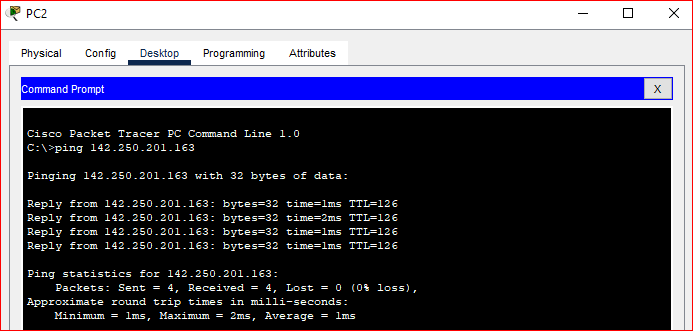 PC2
Physical Config Desktop Programming Attributes
Command Prompt X
Cisco Packet Tracer PC Command Line 1.0
C:\>ping 142.250.201.163
Pinging 142.250.201.163 with 32 bytes of data:
Reply from 142.250.201.163: bytes=32 time=1ms TTL=126
Reply from 142.250.201.163: bytes=32 time=2ms TTL=126
Reply from 142.250.201.163: bytes=32 time=1ms TTL=126
Reply from 142.250.201.163: bytes=32 time=1ms TTL=126
Ping statistics for 142.250.201.163:
Packets: Sent = 4, Received = 4, Lost = 0 (0% loss),
Approximate round trip times in milli-seconds:
Minimum = 1ms, Maximum = 2ms, Average = 1ms